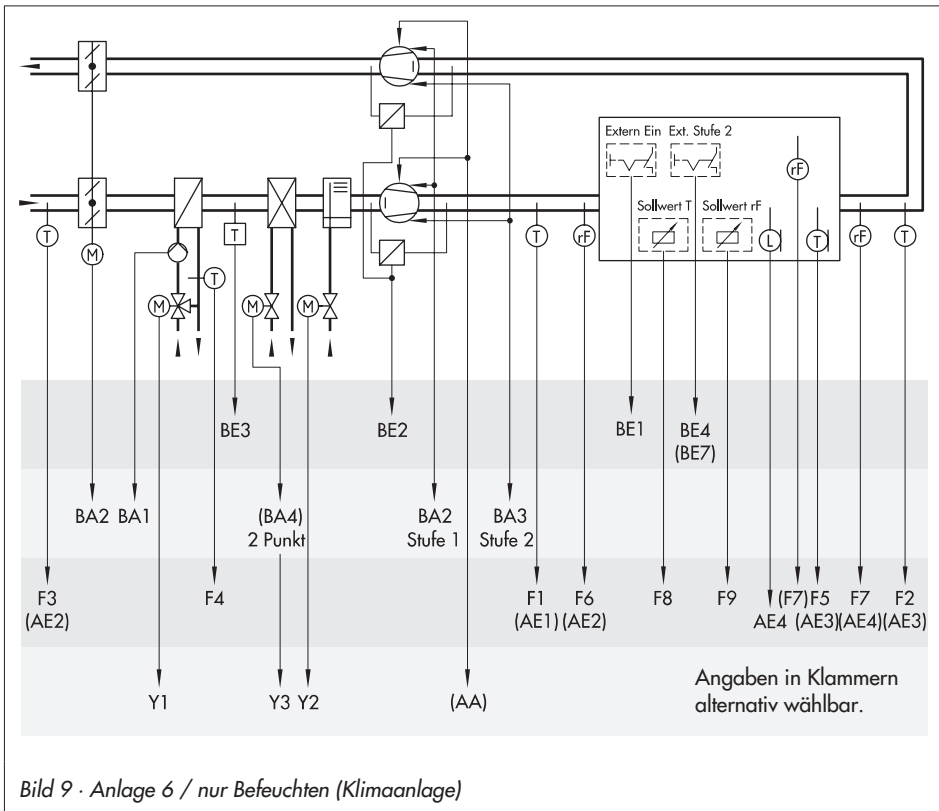 Extern Ein Ext. Stufe 2
rF
Sollwert T Sollwert rF
T M T T rF L T rF T
T
M M M
BE3 BE2 BE1 BE4
(BE7)
BA2 BA1 (BA4) BA2 BA3
2 Punkt Stufe 1 Stufe 2
F3 F4 F1 F6 F8 F9 (F7) F5 F7 F2
(AE2) (AE1) (AE2) AE4 (AE3) (AE4) (AE3)
Y1 Y3 Y2 (AA)
Angaben in Klammern
alternativ wählbar.
Bild 9 · Anlage 6 / nur Befeuchten (Klimaanlage)